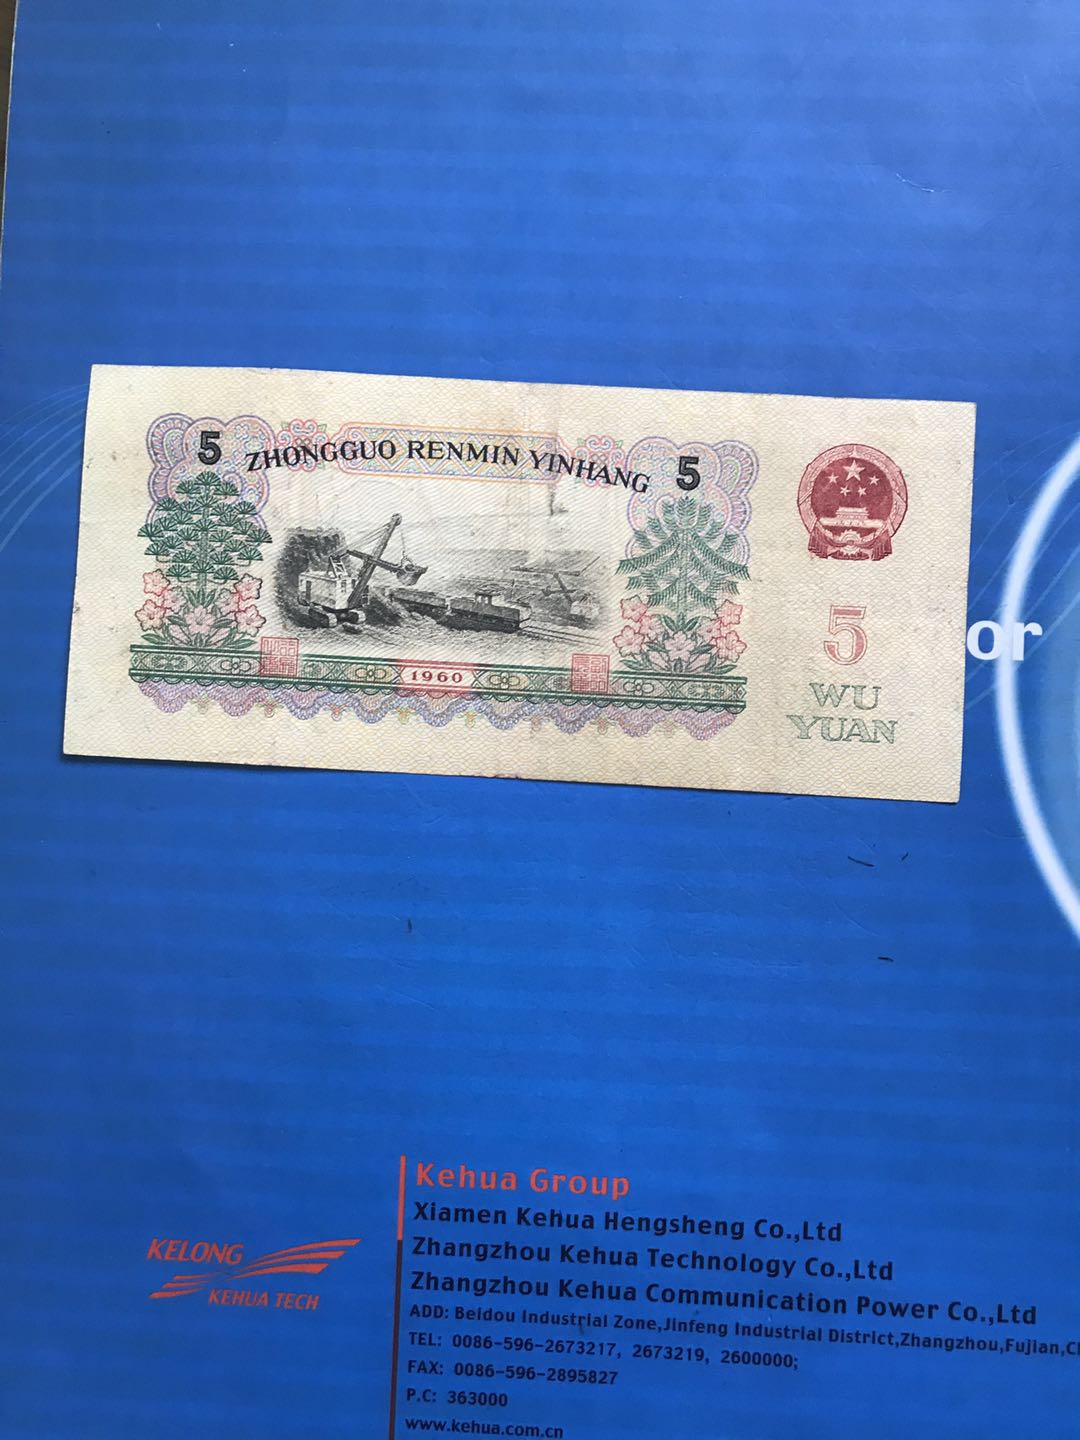 5
ZHONGGUO RENMIN YINHANG
5
1960
5
WU
YUAN
or
KELONG
KEHUA TECH
Kehua Group
Xiamen Kehua Hengsheng Co.,Ltd
Zhangzhou Kehua Technology Co.,Ltd
Zhangzhou Kehua Communication Power Co.,Ltd
ADD: Beidou Industrial Zone,Jinfeng Industrial District,Zhangzhou,Fujian,
TEL: 0086-596-2673217, 2673219, 2600000;
FAX: 0086-596-2895827
P.C: 363000
www.kehua.com.cn